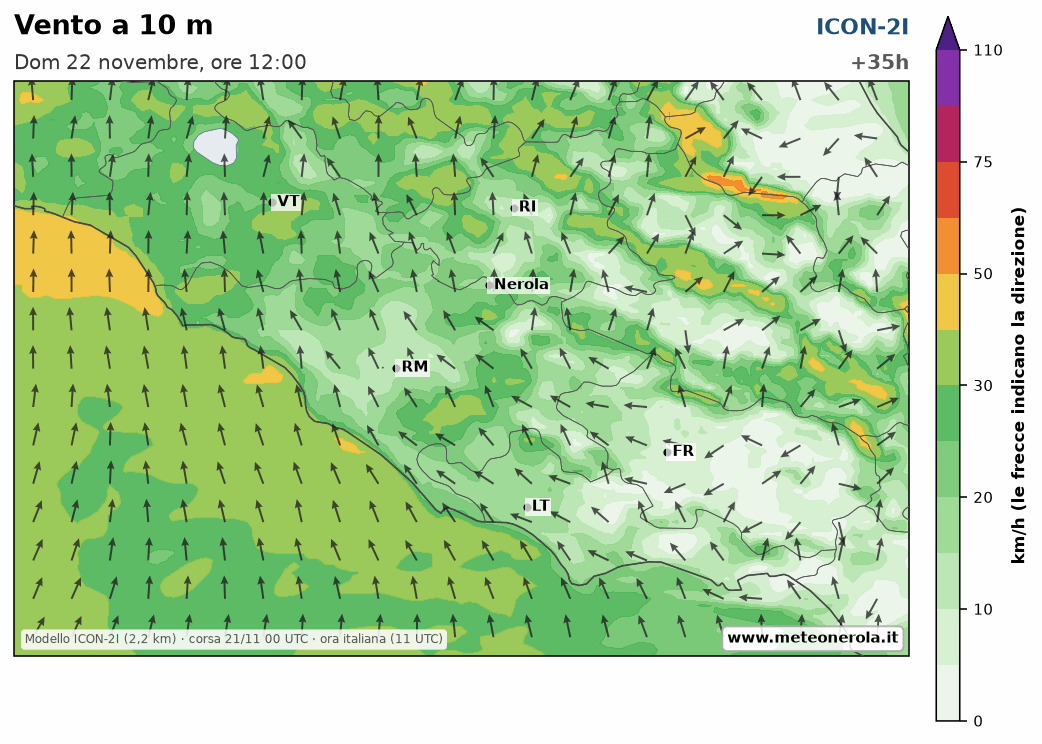 Vento a 10 m
ICON-2I
Dom 22 novembre, ore 12:00
+35h
VT
RI
Nerola
RM
FR
LT
Modello ICON-2I (2,2 km) · corsa 21/11 00 UTC · ora italiana (11 UTC)
www.meteonerola.it
110
75
50
30
20
10
0
km/h (le frecce indicano la direzione)